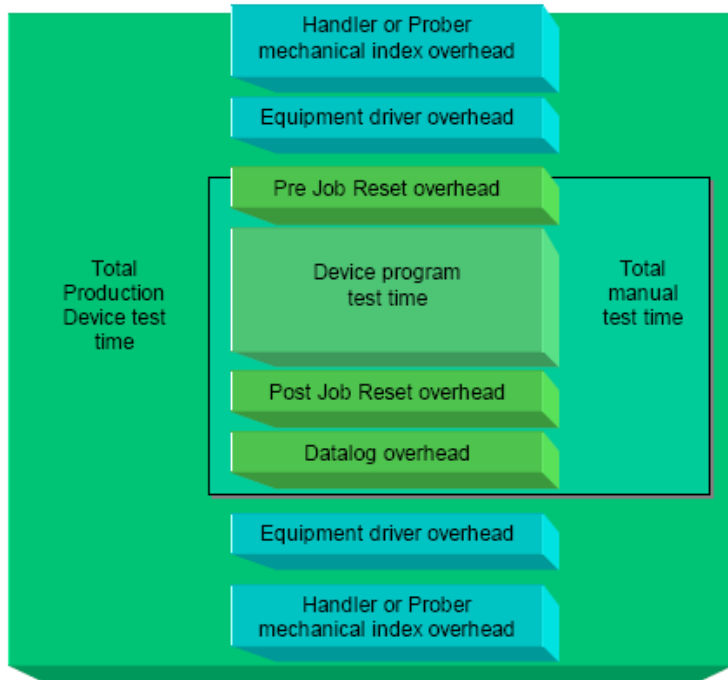 Handler or Prober
mechanical index overhead
Equipment driver overhead
Pre Job Reset overhead
Total
Production
Device test
time
Device program
test time
Total
manual
test time
Post Job Reset overhead
Datalog overhead
Equipment driver overhead
Handler or Prober
mechanical index overhead